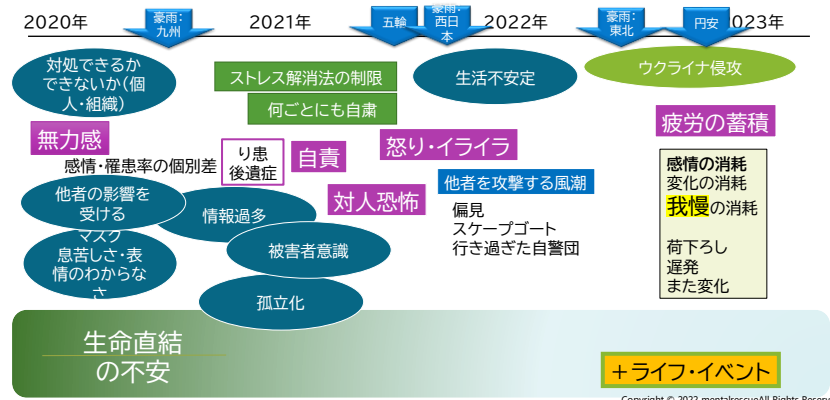 2020年
豪雨：
九州
2021年
五輪
豪雨：
西日
本
2022年
豪雨：
東北
円安
023年
対処できるか
できないか（個
人・組織）
ストレス解消法の制限
何ごとにも自粛
生活不安定
ウクライナ侵攻
無力感
感情・罹患率の個別差
り患
後遺症
自責
怒り・イライラ
疲労の蓄積
他者の影響を
受ける
情報過多
対人恐怖
他者を攻撃する風潮
偏見
スケープゴート
行き過ぎた自警団
感情の消耗
変化の消耗
我慢の消耗
荷下ろし
遅発
また変化
マスク
息苦しさ・表
情のわからな
さ
被害者意識
孤立化
生命直結
の不安
＋ライフ・イベント
Copyright © 2022 mentalrescueAll Rights Reserv